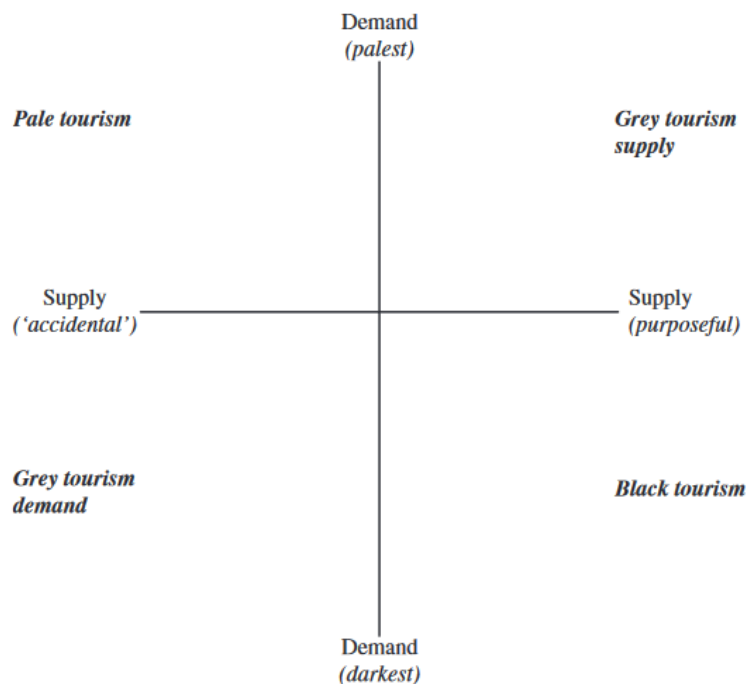 Demand
(palest)
Pale tourism
Grey tourism
supply
Supply
(‘accidental’)
Supply
(purposeful)
Grey tourism
demand
Black tourism
Demand
(darkest)